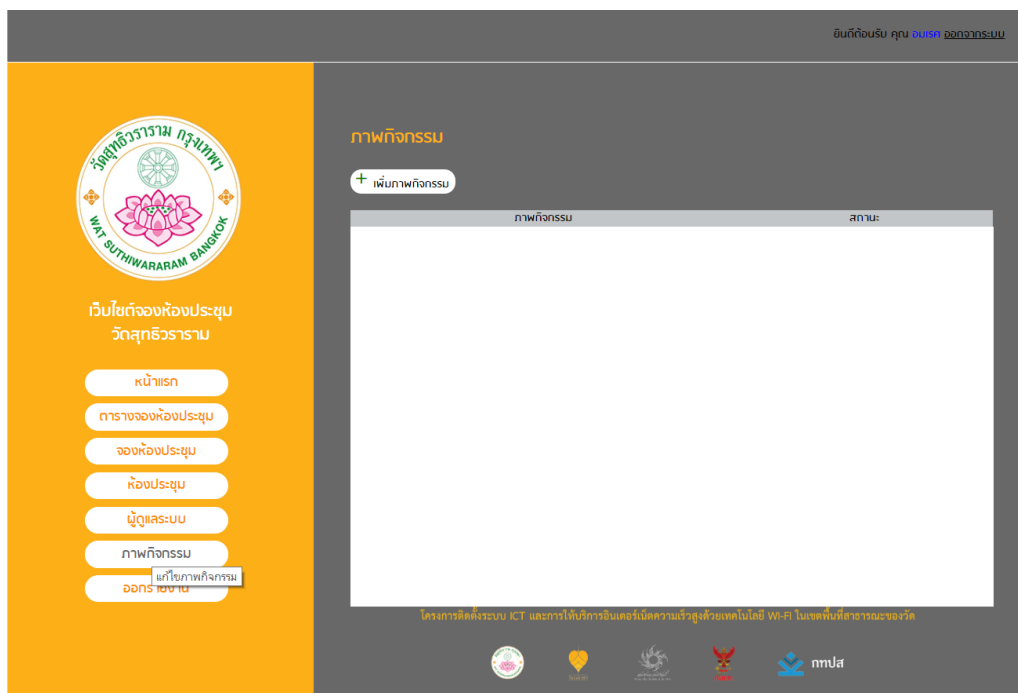 ยินดีต้อนรับ คุณ อมเรศ ออกจากระบบ
วัดสุทธิวราราม กรุงเทพฯ
WAT SUTHIWARARAM BANGKOK
เว็บไซต์จองห้องประชุม
วัดสุทธิวราราม
หน้าแรก
ตารางจองห้องประชุม
จองห้องประชุม
ห้องประชุม
ผู้ดูแลระบบ
ภาพกิจกรรม
แก้ไขภาพกิจกรรม
ออกรายงาน
ภาพกิจกรรม
+ เพิ่มภาพกิจกรรม
ภาพกิจกรรม สถานะ
โครงการติดตั้งระบบ ICT และการให้บริการอินเตอร์เน็ตความเร็วสูงด้วยเทคโนโลยี WI-FI ในเขตพื้นที่สาธารณะของวัด
กทปส